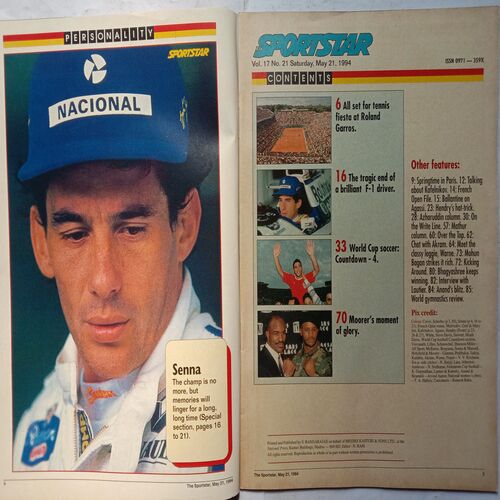 PERSONALITY
SPORTSTAR
NACIONAL
Senna
The champ is no
more, but
memories will
linger for a long,
long time (Special
section, pages 16
to 21).
The Sportstar, May 21, 1994
SPORTSTAR
Vol. 17 No. 21 Saturday, May 21, 1994
ISSN 0971 – 359X
CONTENTS
6 All set for tennis
fiesta at Roland
Garros.
16 The tragic end of
a brilliant F-1 driver.
33 World Cup soccer:
Countdown - 4.
70 Moorer's moment
of glory.
Other features:
9: Springtime in Paris. 12: Talking
about Kafelnikov. 14: French
Open File. 15: Ballantine on
Agassi. 23: Hendry's hat-trick.
28: Azharuddin column. 30: On
the Write Line. 57: Mathur
column. 60: Over the Top. 62:
Chat with Akram. 64: Meet the
classy loggie, Warne. 73: Mohun
Bagan strikes it rich. 77: Kicking
Around. 80: Bhagyashree keeps
winning. 82: Interview with
Lautier. 84: Anand's blitz. 85:
World gymnastics review.
Pix credit:
The Sportstar, May 21, 1994